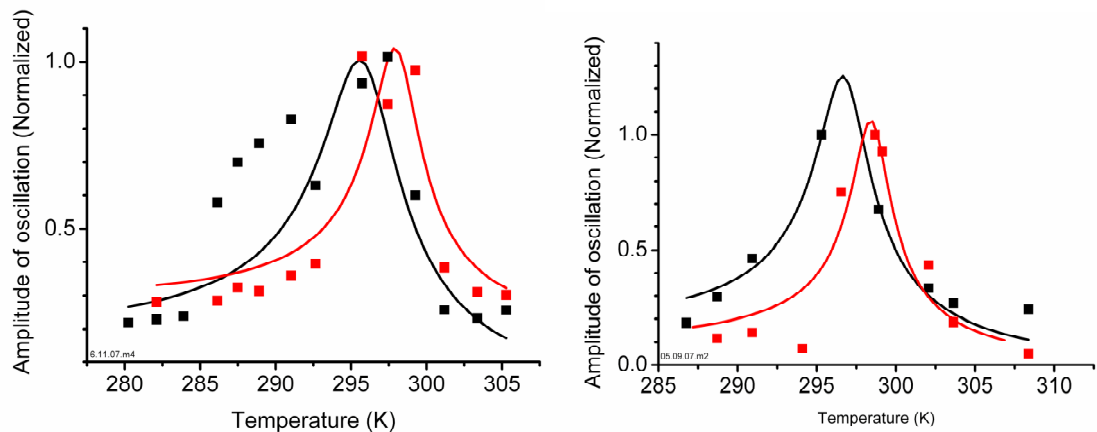 Amplitude of oscillation (Normalized)
1.0
0.5
6.11.07.m4
280 285 290 295 300 305
Temperature (K)
Amplitude of oscillation (Normalized)
1.0
0.5
0.0
05.09.07.m2
285 290 295 300 305 310
Temperature (K)